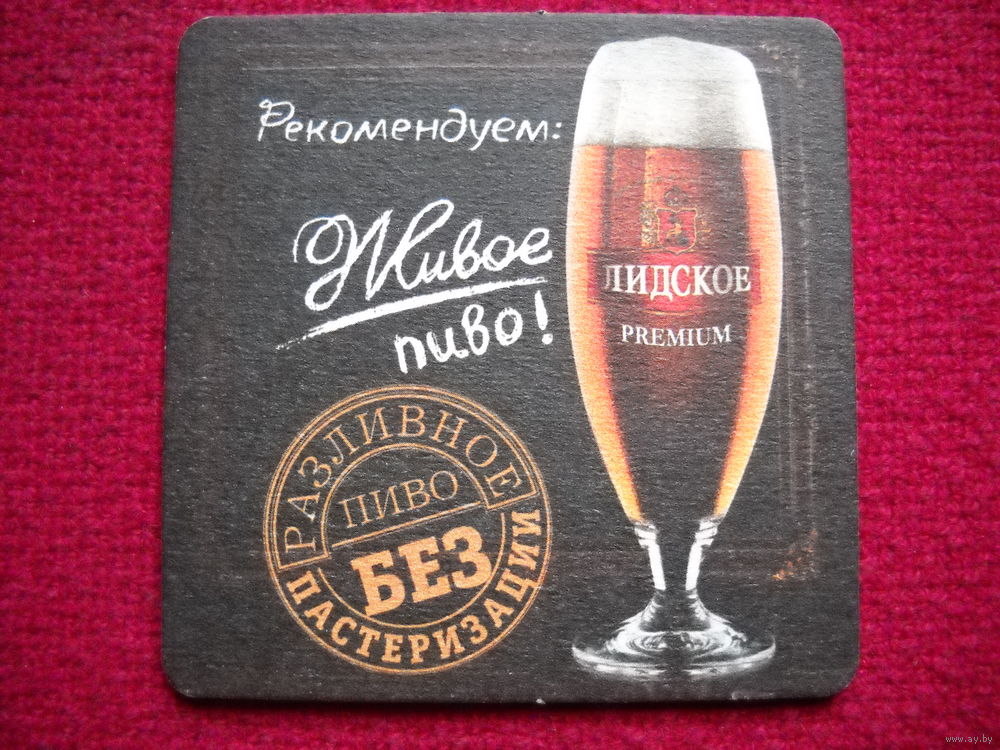 Рекомендуем:
Живое
пиво!
ЛИДСКОЕ
PREMIUM
РАЗЛИВНОЕ
ПИВО
БЕЗ
ПАСТЕРИЗАЦИИ
www.ay.by